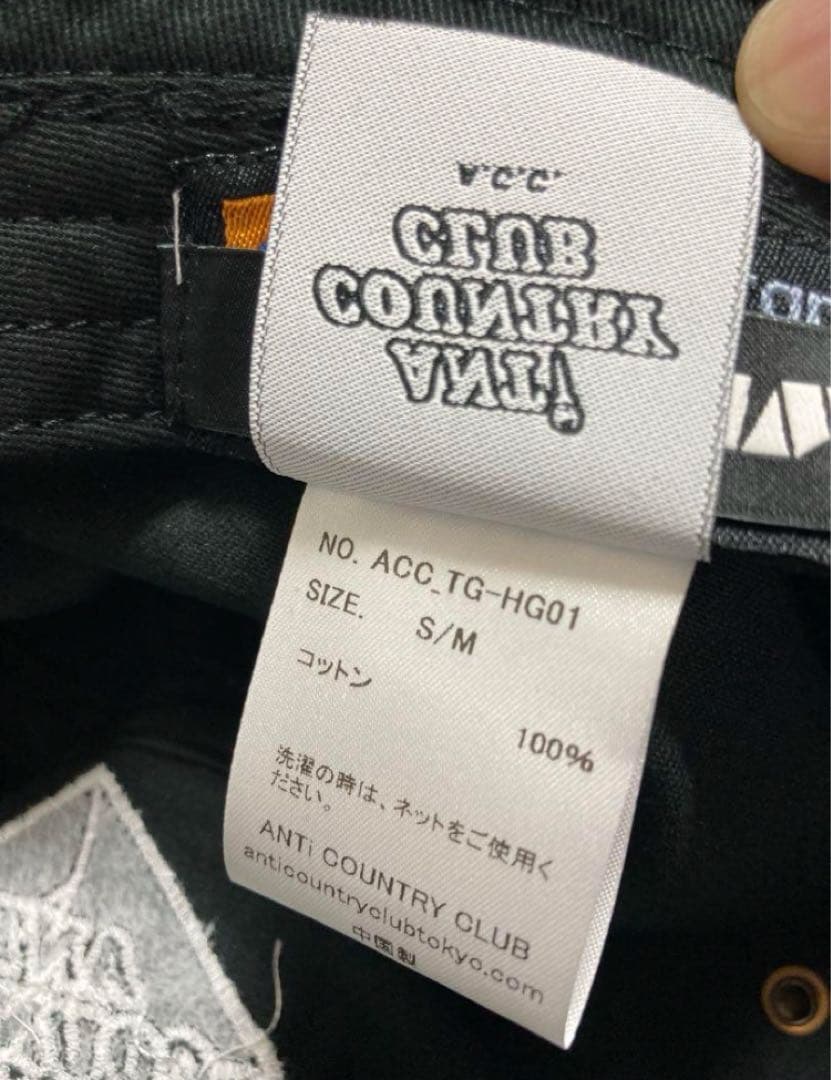 A.C.C.
CLUB
COUNTRY
ANTi
NO. ACC_TG-HG01
SIZE. S/M
コットン
100%
洗濯の時は、ネットをご使用く
ださい。
ANTi COUNTRY CLUB
anticountryclubtokyo.com
中国製